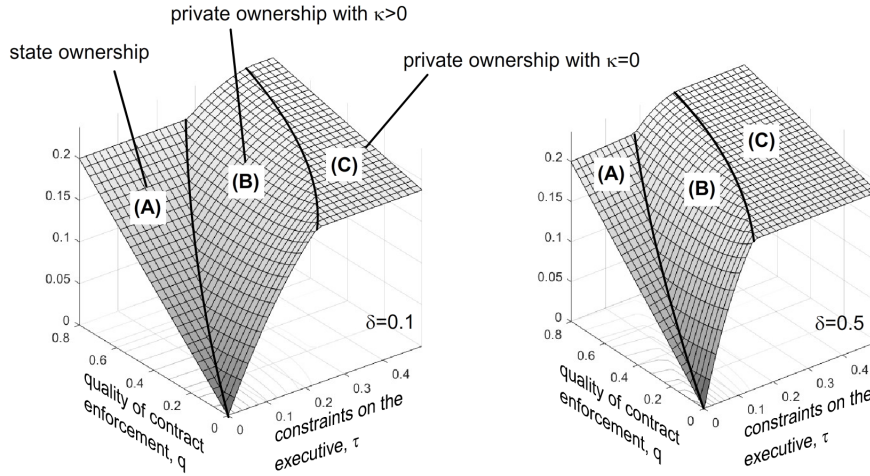 private ownership with κ>0
state ownership
private ownership with κ=0
(A)
(B)
(C)
0.2
0.15
0.1
0.05
0
0.8
0.6
0.4
0.2
0
0
0.1
0.2
0.3
0.4
δ=0.1
quality of contract
enforcement, q
constraints on the
executive, τ
(A)
(B)
(C)
0.2
0.15
0.1
0.05
0
0.8
0.6
0.4
0.2
0
0
0.1
0.2
0.3
0.4
δ=0.5
quality of contract
enforcement, q
constraints on the
executive, τ